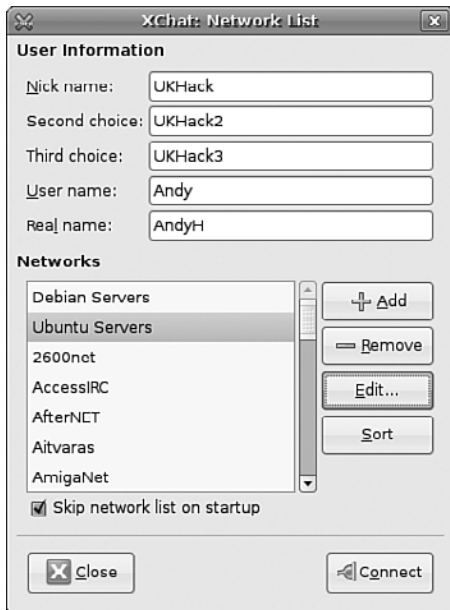 XChat: Network List
User Information
Nick name: UKHack
Second choice: UKHack2
Third choice: UKHack3
User name: Andy
Real name: AndyH
Networks
Debian Servers
Ubuntu Servers
2600net
AccessIRC
AfterNET
Aitvaras
AmigaNet
Add
Remove
Edit...
Sort
Skip network list on startup
Close
Connect